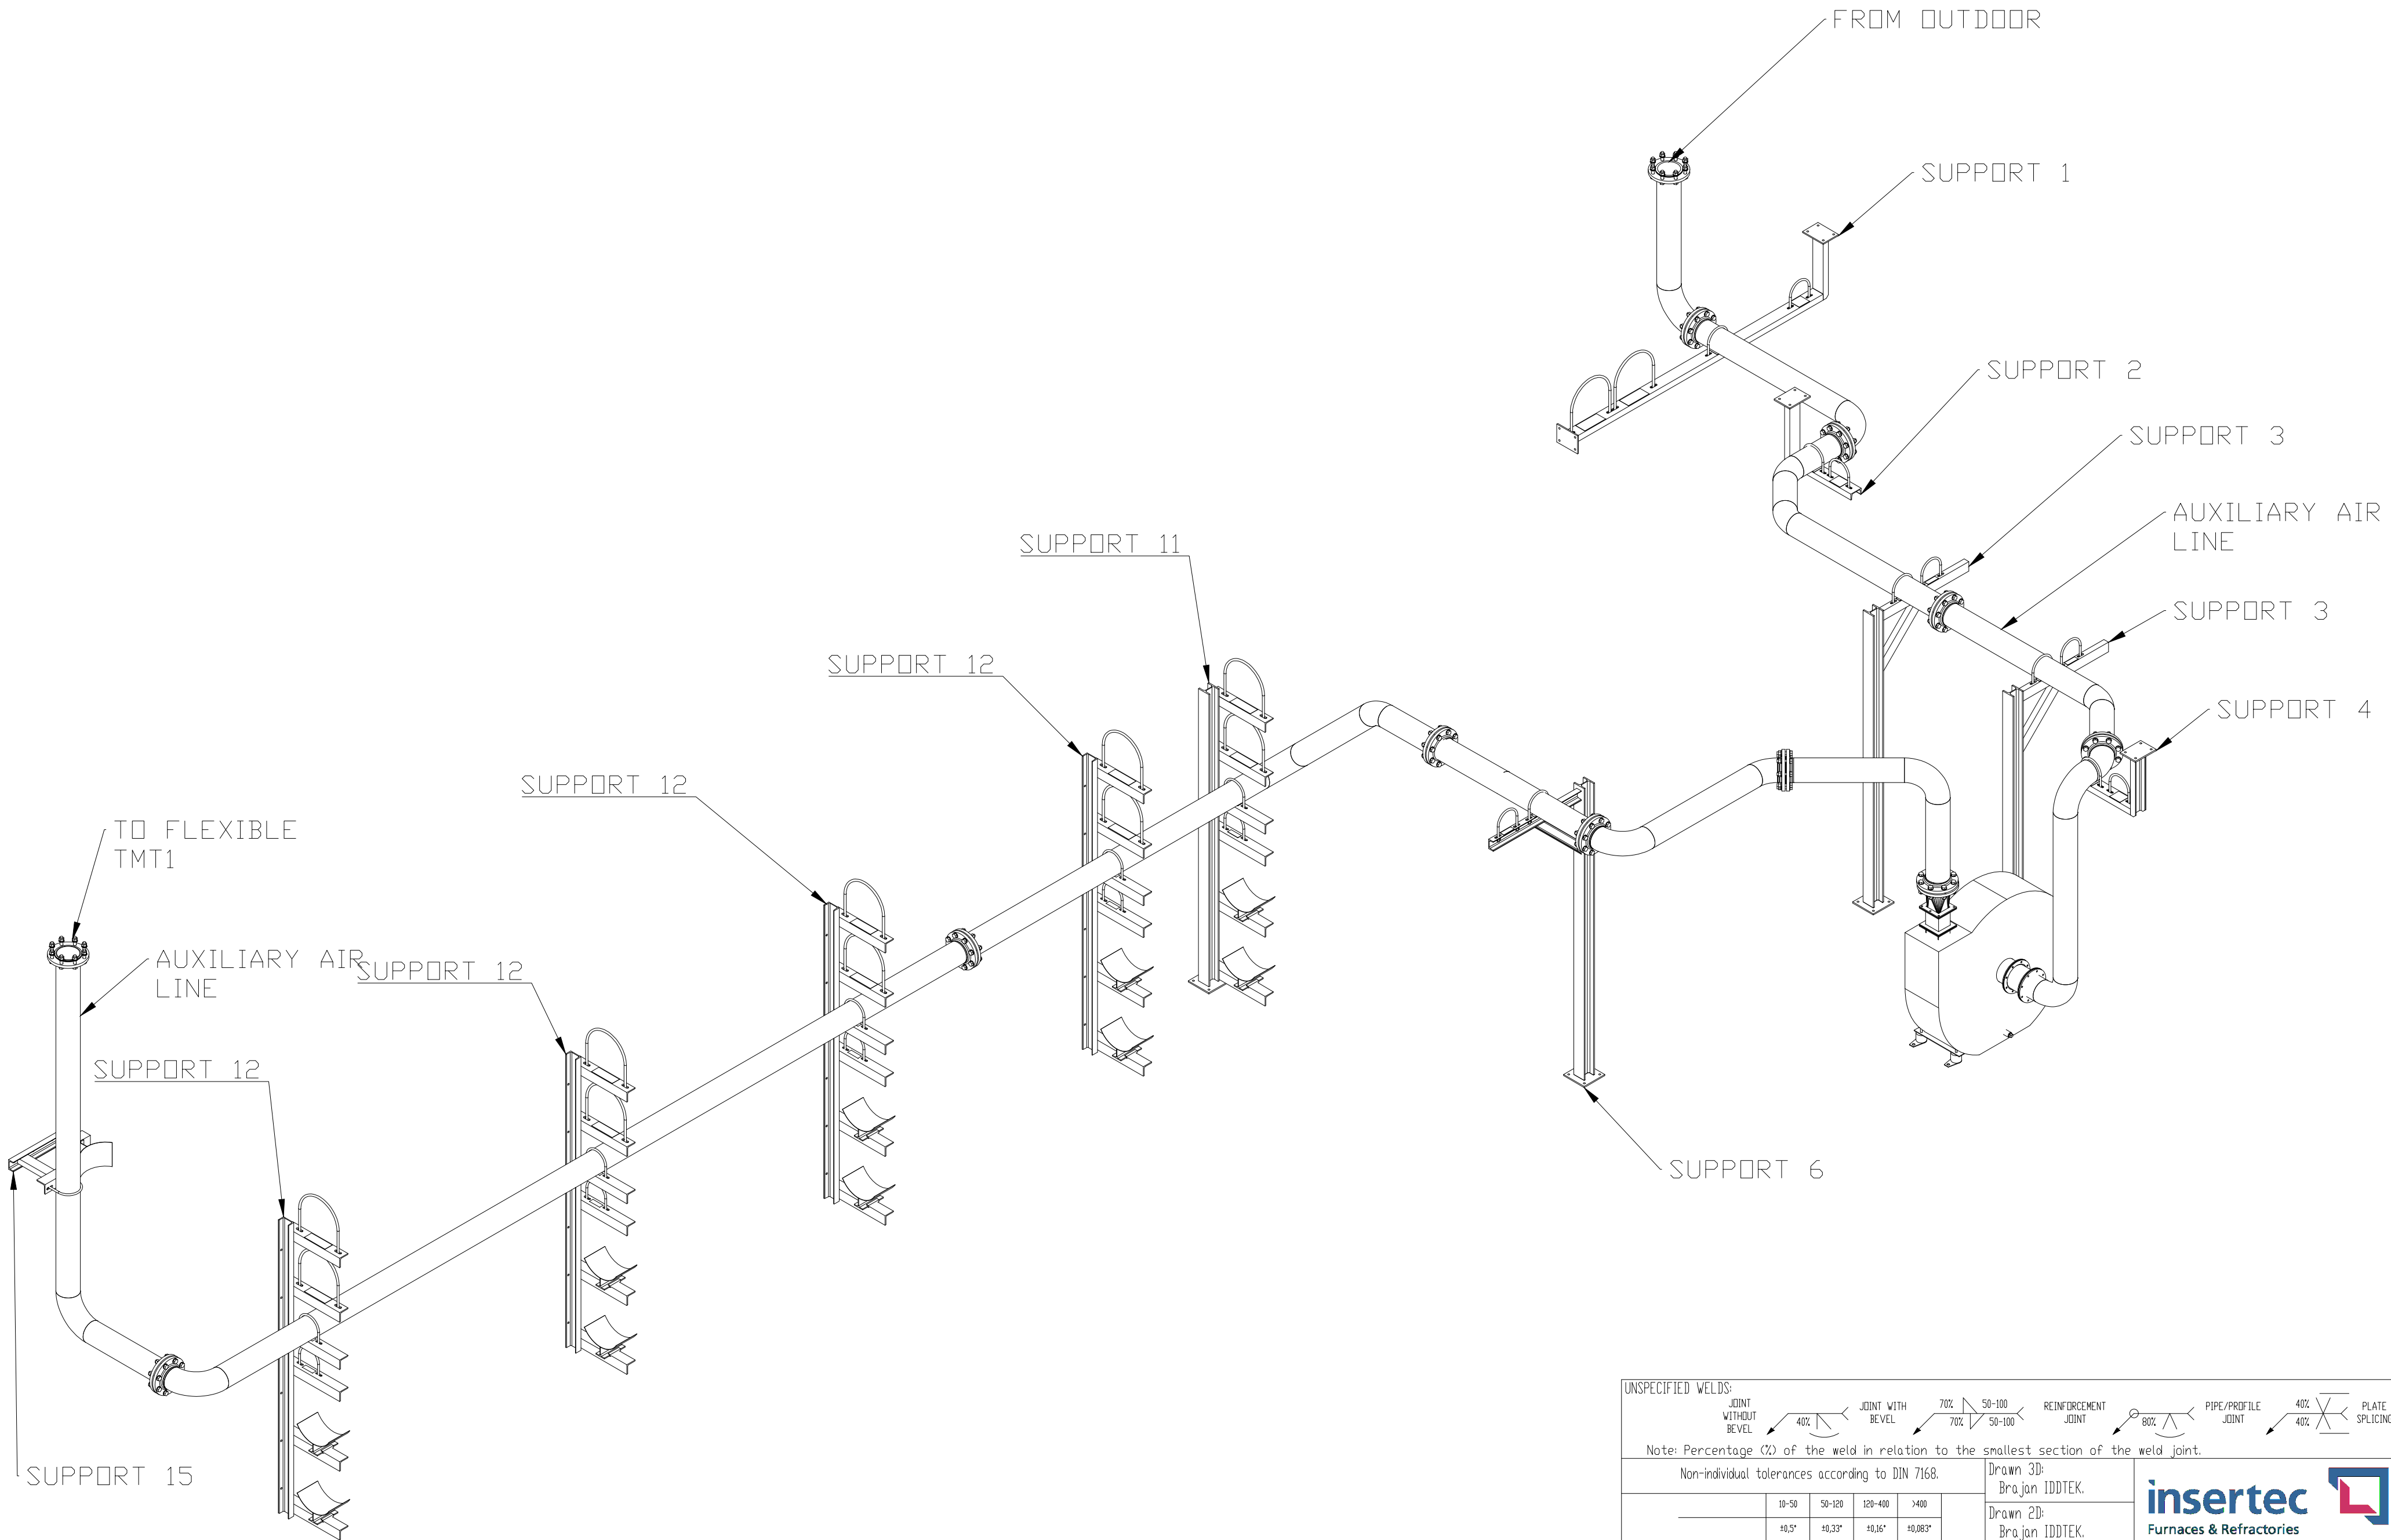 FROM OUTDOOR
SUPPORT 1
SUPPORT 2
SUPPORT 3
AUXILIARY AIR
LINE
SUPPORT 3
SUPPORT 4
SUPPORT 11
SUPPORT 12
SUPPORT 12
TO FLEXIBLE
TMT1
AUXILIARY AIR
LINE
SUPPORT 12
SUPPORT 12
SUPPORT 6
SUPPORT 15
UNSPECIFIED WELDS:
JOINT
WITHOUT
BEVEL
40%
JOINT WITH
BEVEL
70% 50-100
70% 50-100
REINFORCEMENT
JOINT
80%
PIPE/PROFILE
JOINT
40%
40%
PLATE
SPLICING
Note: Percentage (%) of the weld in relation to the smallest section of the weld joint.
Non-individual tolerances according to DIN 7168.
10-50 50-120 120-400 >400
±0,5° ±0,33° ±0,16° ±0,083°
Drawn 3D:
Brajan IDDTEK.
Drawn 2D:
Brajan IDDTEK.
insertec
Furnaces & Refractories